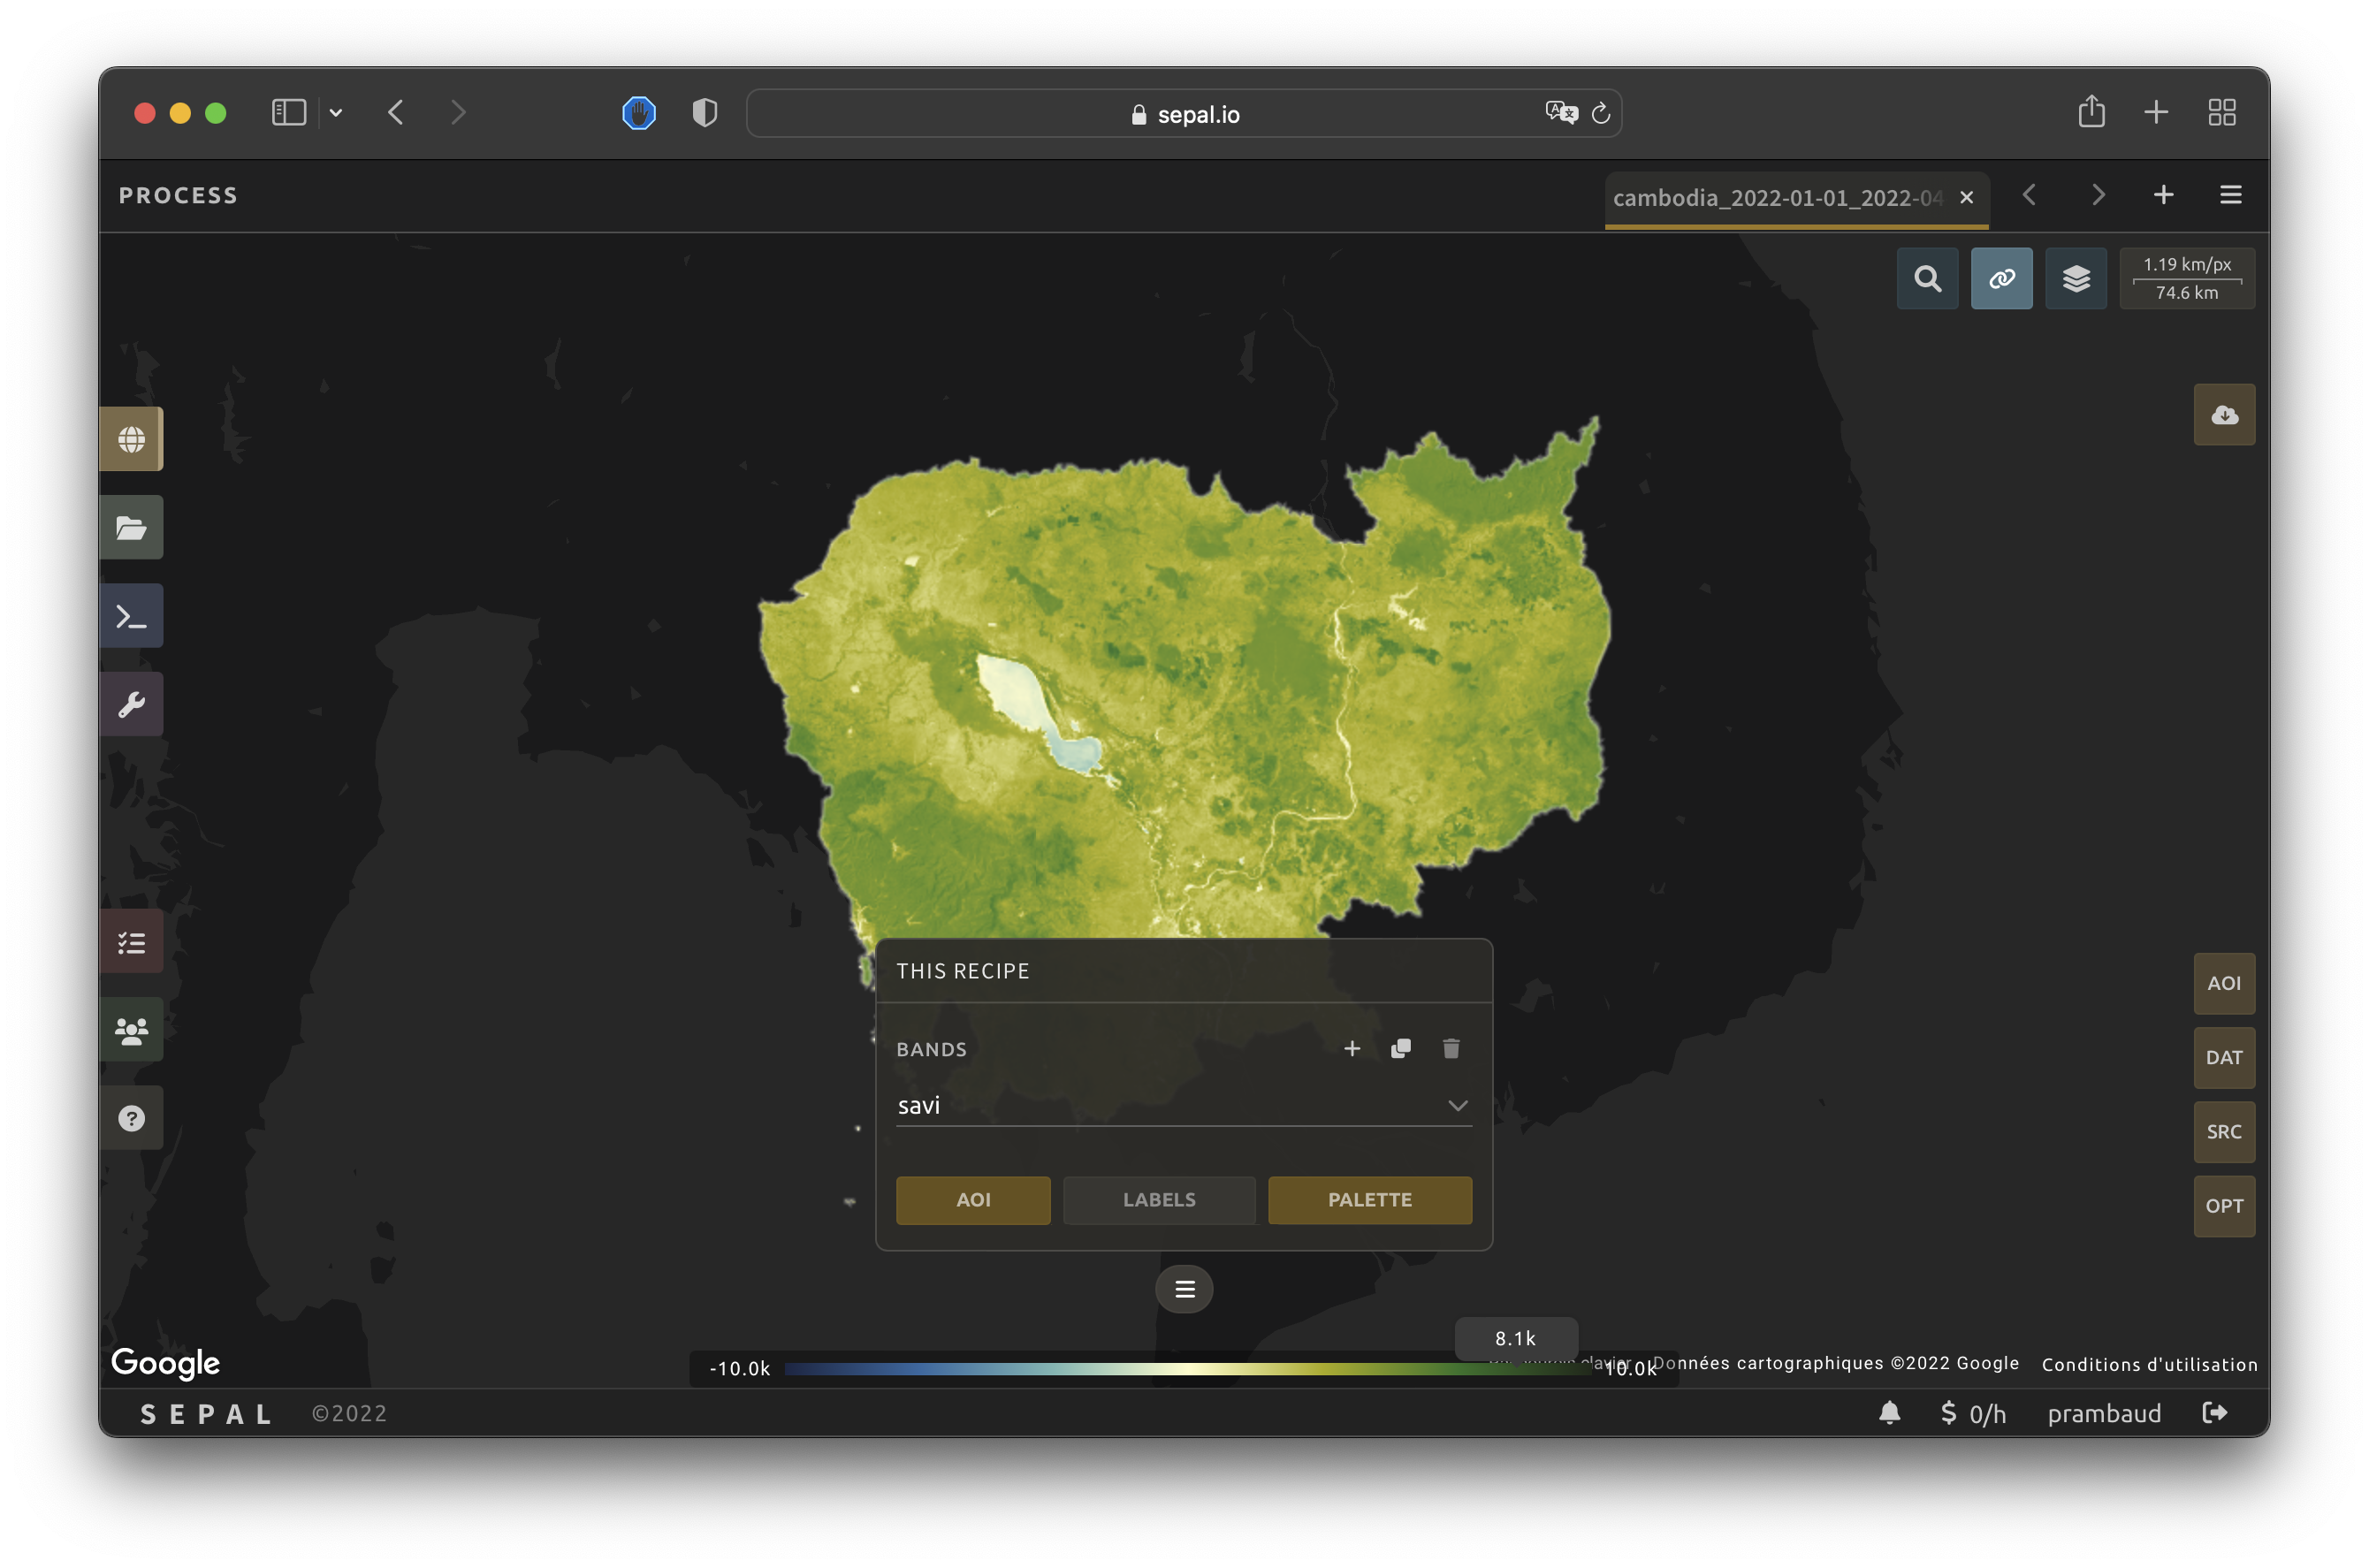 sepal.io
PROCESS
cambodia_2022-01-01_2022-04
1.19 km/px
74.6 km
THIS RECIPE
BANDS
savi
AOI
LABELS
PALETTE
AOI
DAT
SRC
OPT
8.1k
-10.0k
10.0k
clavier
Données cartographiques ©2022 Google
Conditions d'utilisation
Google
SEPAL
©2022
$ 0/h
prambaud